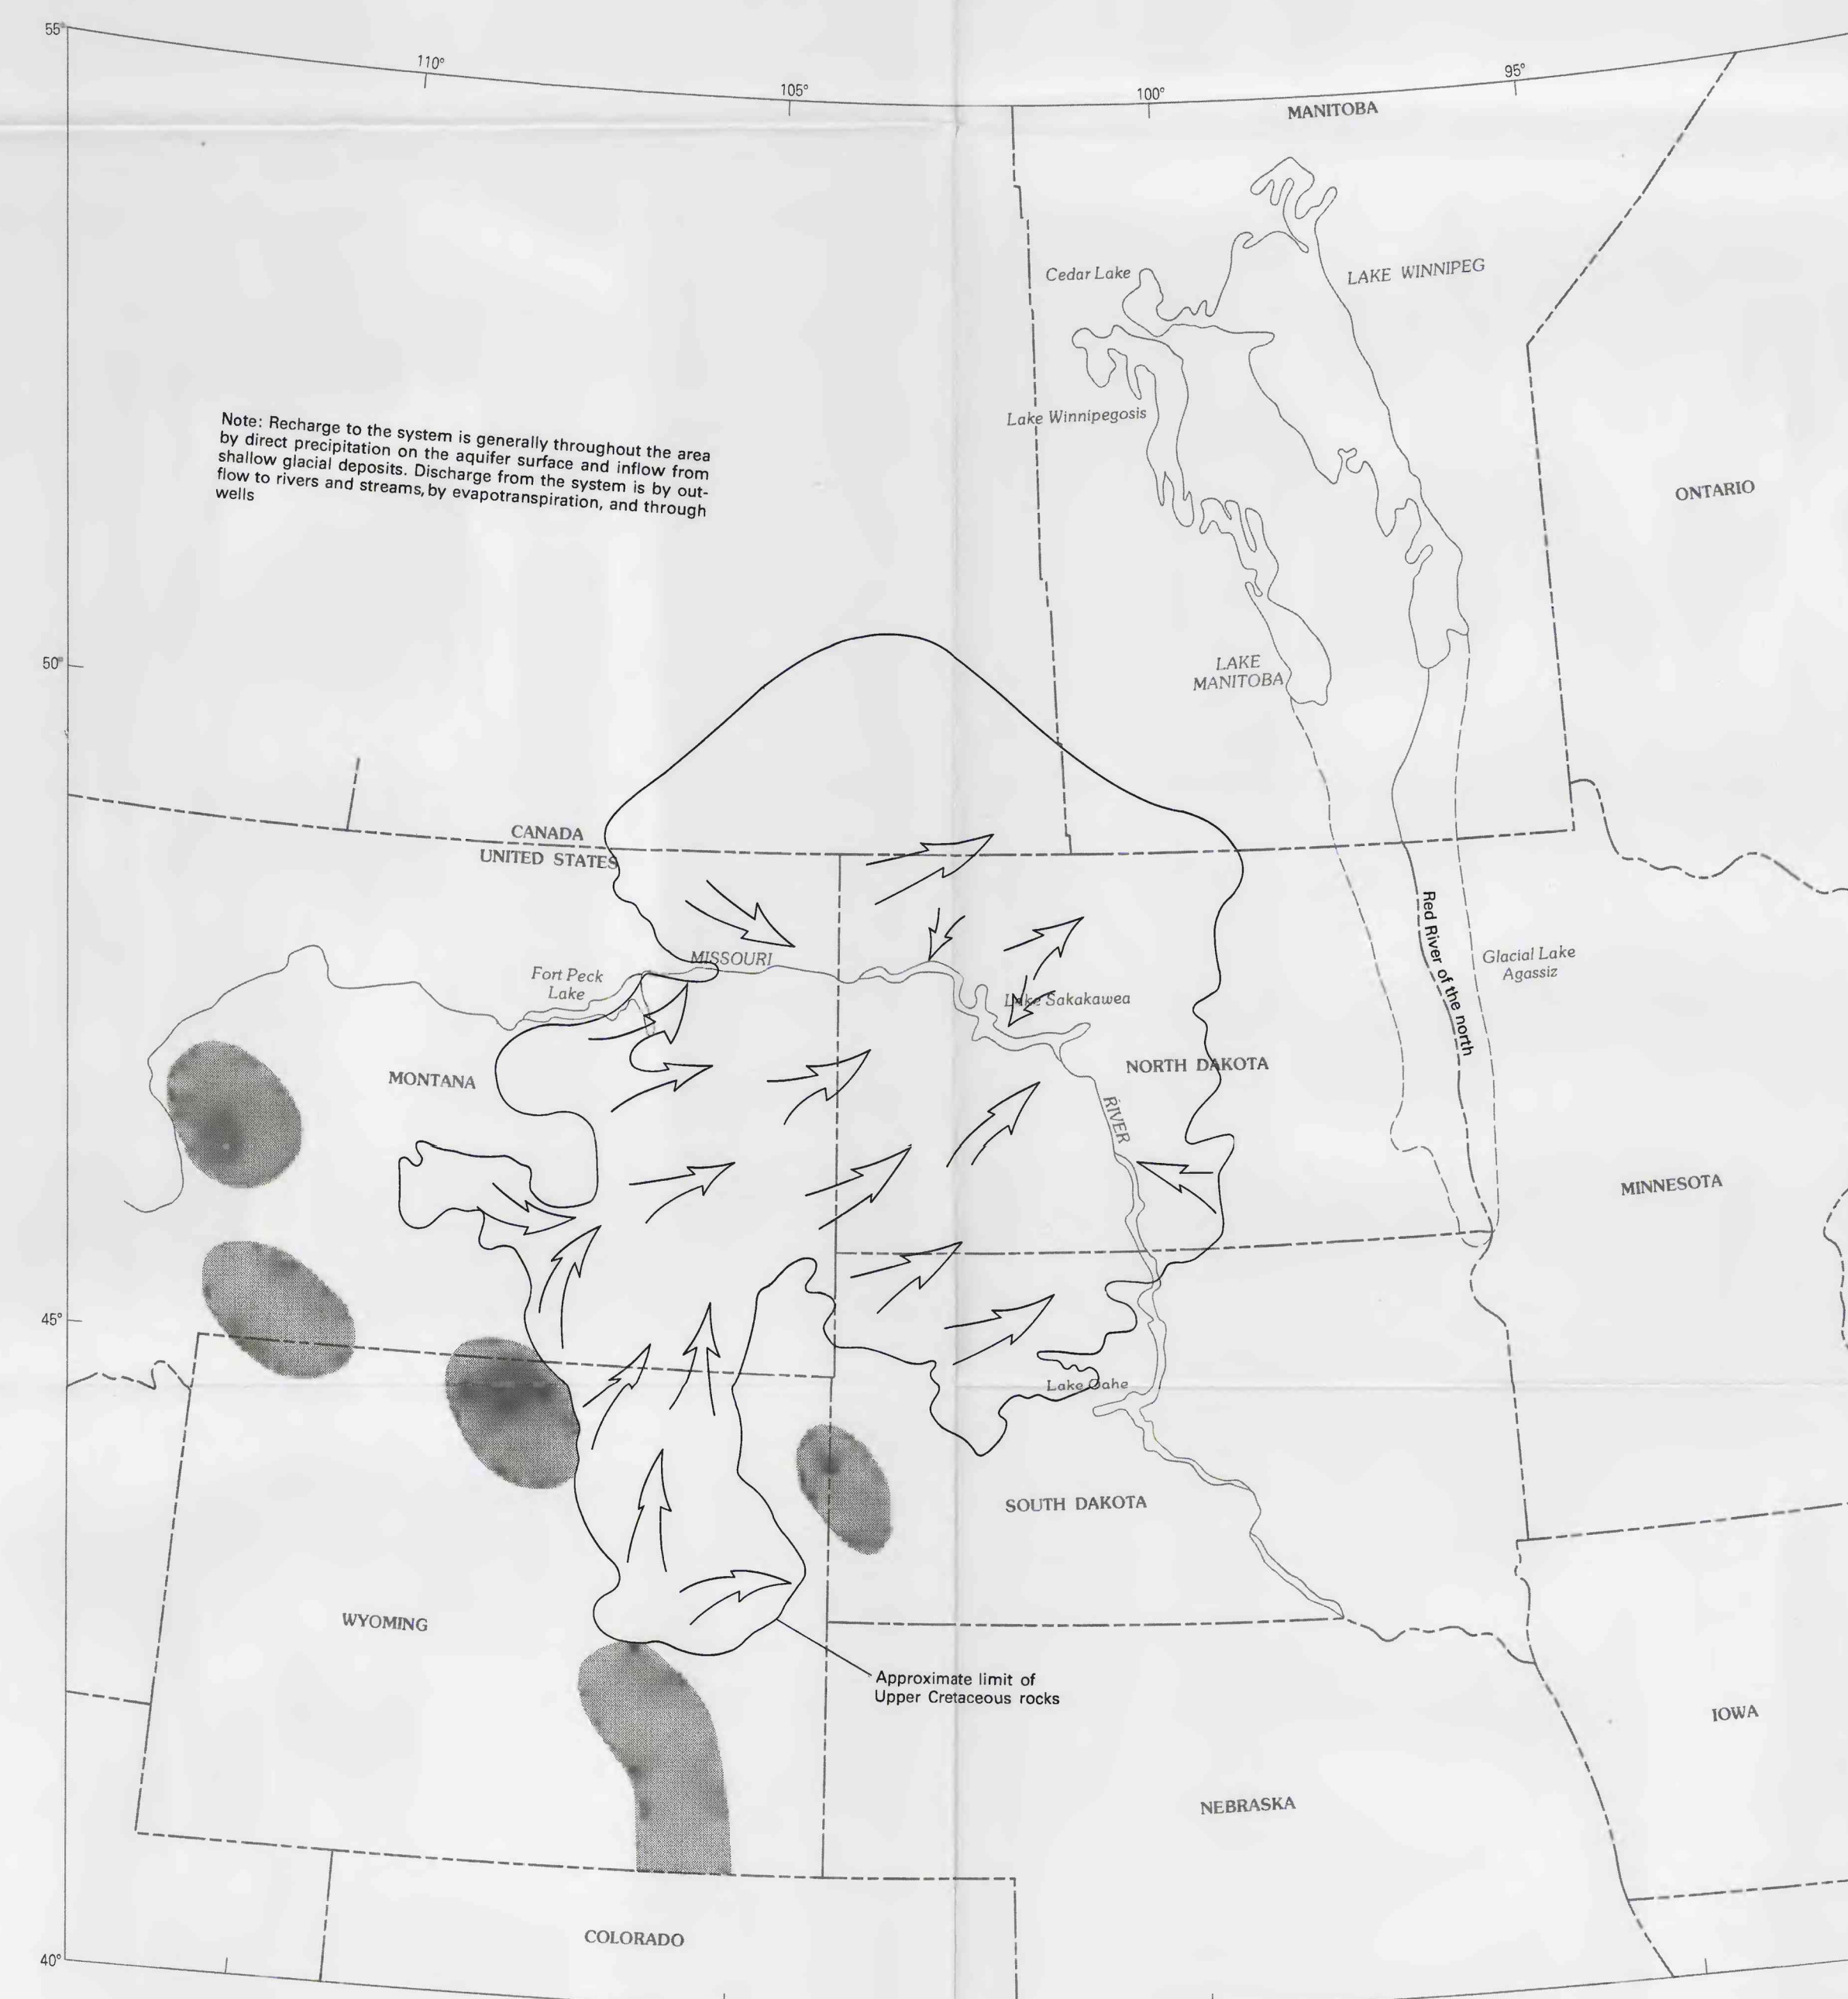 55°
110°
105°
100°
95°
MANITOBA
Cedar Lake
LAKE WINNIPEG
Lake Winnipegosis
Note: Recharge to the system is generally throughout the area
by direct precipitation on the aquifer surface and inflow from
shallow glacial deposits. Discharge from the system is by out-
flow to rivers and streams, by evapotranspiration, and through
wells
ONTARIO
50°
LAKE
MANITOBA
CANADA
UNITED STATES
MISSOURI
Fort Peck
Lake
Lake Sakakawea
Red River of the north
Glacial Lake
Agassiz
MONTANA
NORTH DAKOTA
RIVER
MINNESOTA
45°
Lake Oahe
SOUTH DAKOTA
WYOMING
Approximate limit of
Upper Cretaceous rocks
IOWA
NEBRASKA
COLORADO
40°